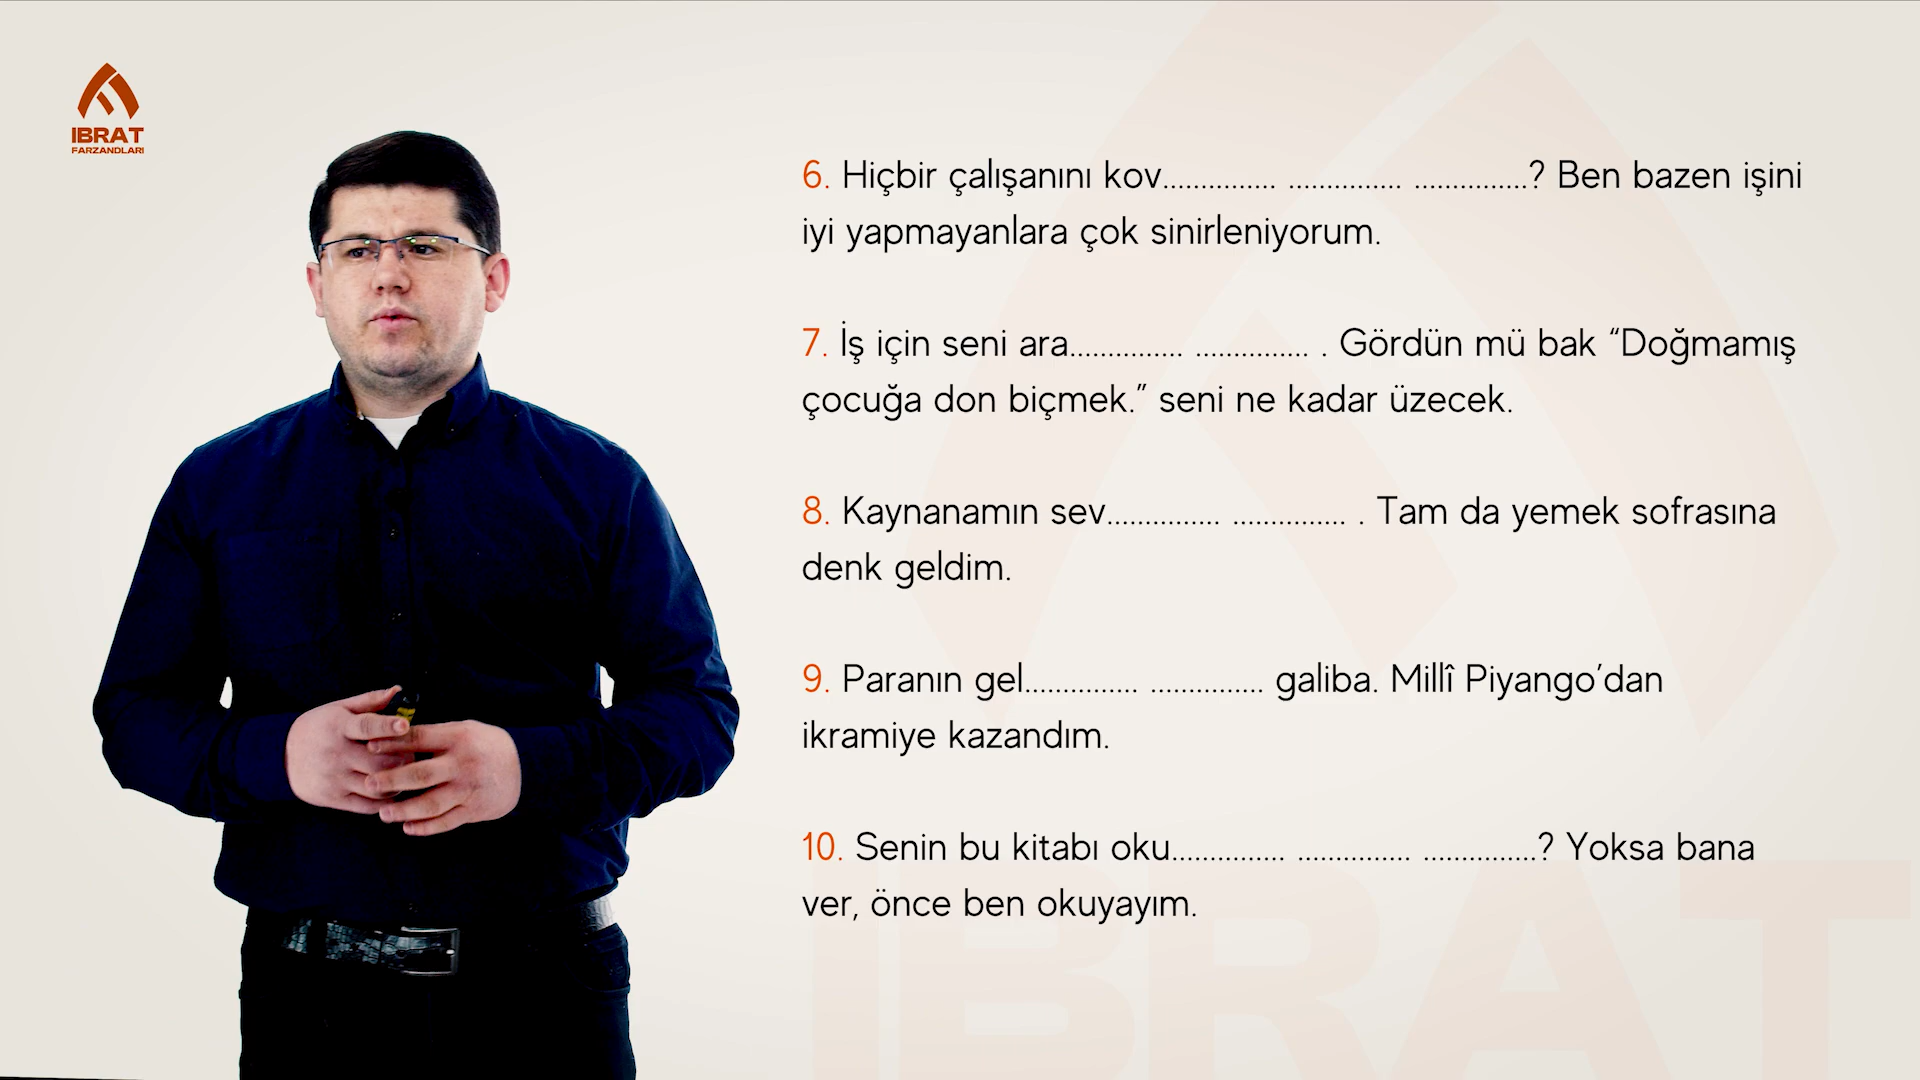 IBRAT
FARZANDLARI
6. Hiçbir çalışanını kov............... ............... ...............? Ben bazen işini
iyi yapmayanlara çok sinirleniyorum.
7. İş için seni ara............... ............... . Gördün mü bak “Doğmamış
çocuğa don biçmek.” seni ne kadar üzecek.
8. Kaynanamın sev............... ............... . Tam da yemek sofrasına
denk geldim.
9. Paranın gel............... ............... galiba. Millî Piyango’dan
ikramiye kazandım.
10. Senin bu kitabı oku............... ............... ...............? Yoksa bana
ver, önce ben okuyayım.
IBRAT